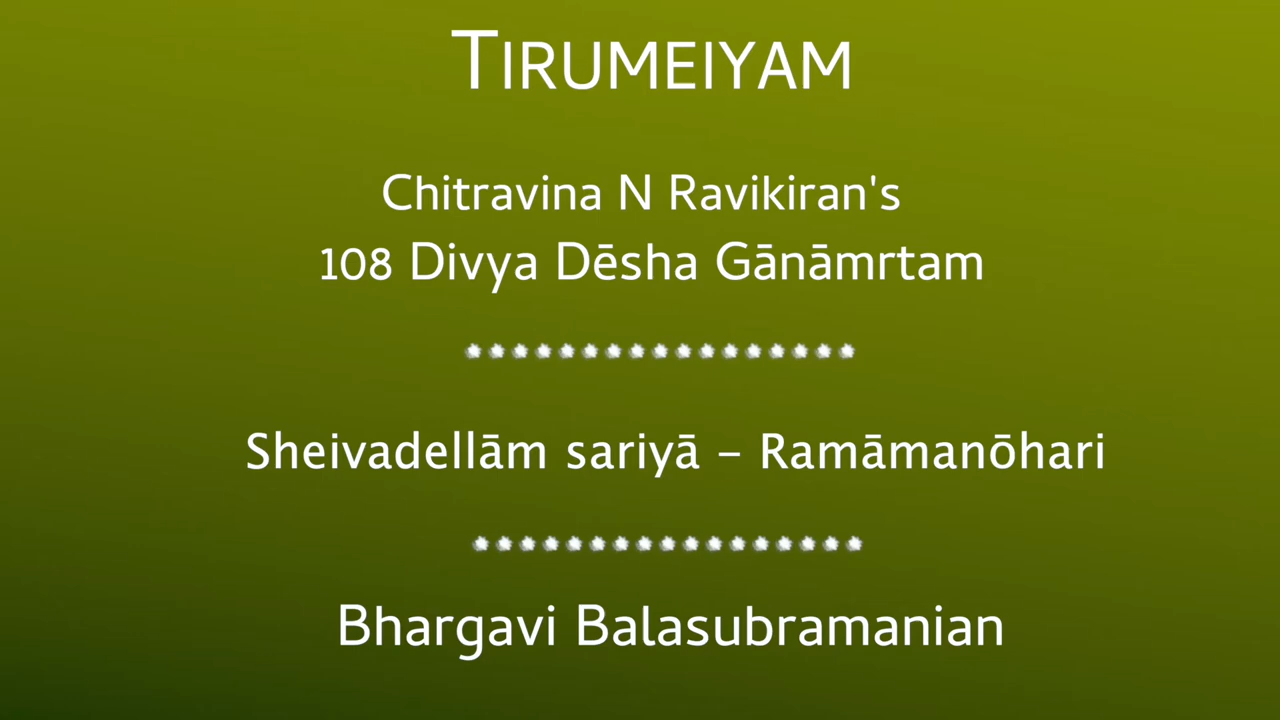 TIRUMEIYAM
Chitravina N Ravikiran's
108 Divya Dēsha Gānāmrtam
Sheivadellām sariyā – Ramāmanōhari
Bhargavi Balasubramanian